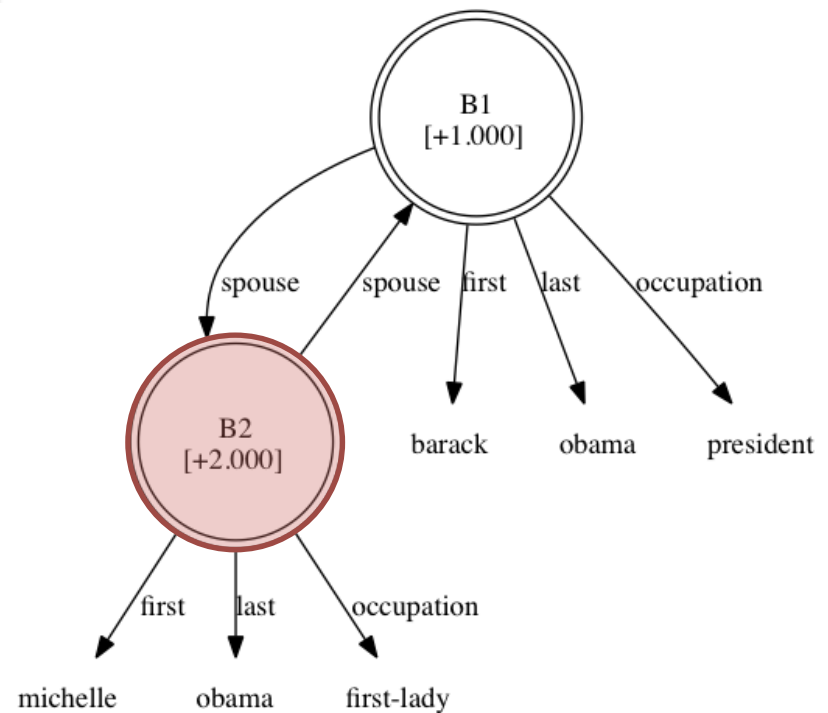 B1
[+1.000]
spouse
spouse
first
last
occupation
B2
[+2.000]
barack
obama
president
first
last
occupation
michelle
obama
first-lady